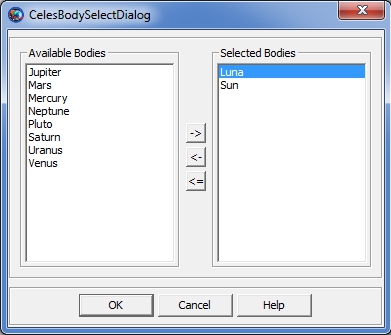 CelesBodySelectDialog
Available Bodies
Jupiter
Mars
Mercury
Neptune
Pluto
Saturn
Uranus
Venus
->
<-
<=
Selected Bodies
Luna
Sun
OK Cancel Help